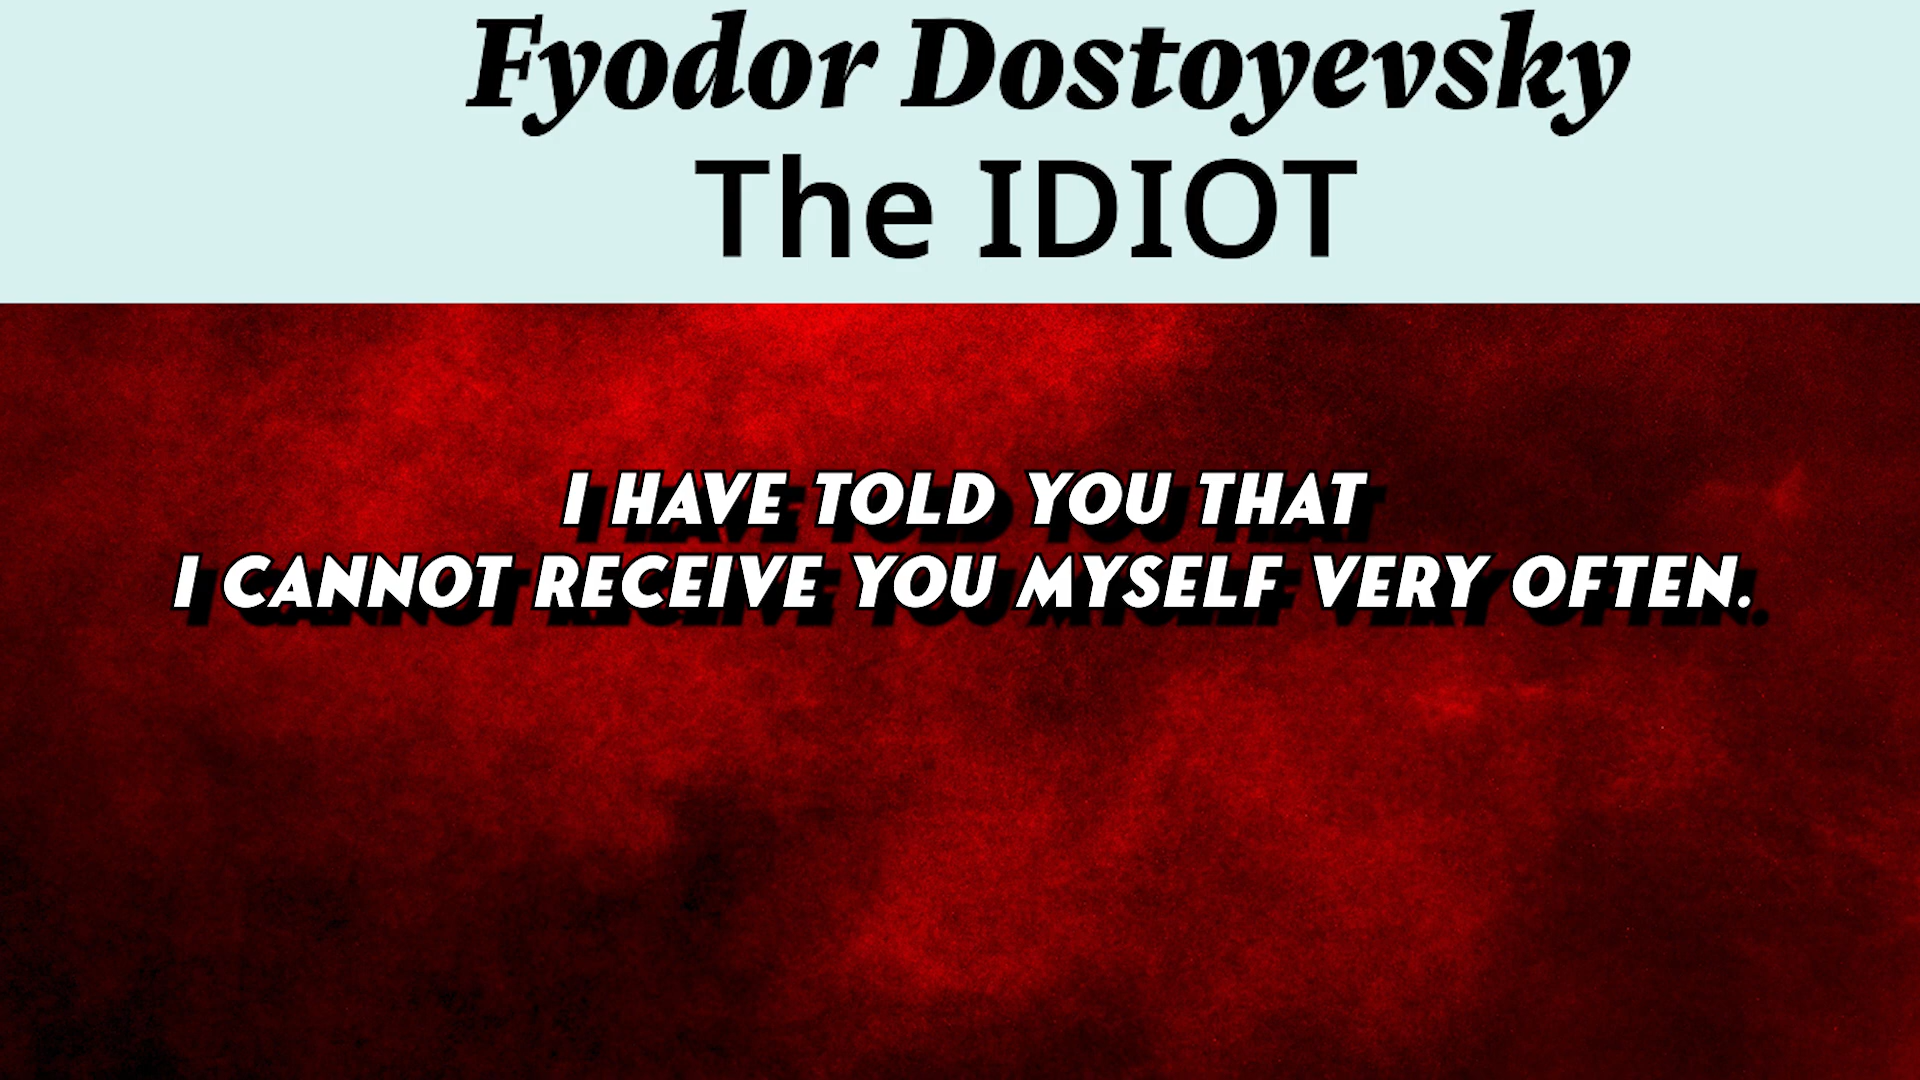 Fyodor Dostoyevsky
The IDIOT
I HAVE TOLD YOU THAT
I CANNOT RECEIVE YOU MYSELF VERY OFTEN.